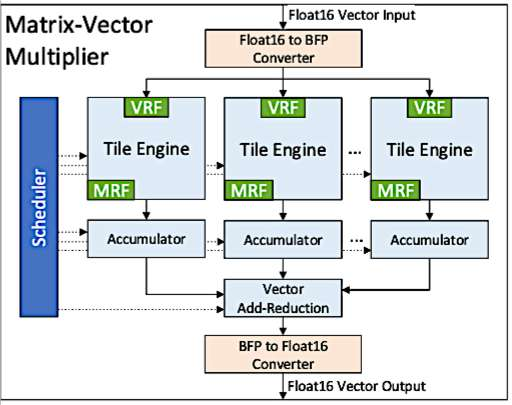 Matrix-Vector
Multiplier
Float16 Vector Input
Float16 to BFP
Converter
VRF
VRF
VRF
Tile Engine
Tile Engine
...
Tile Engine
MRF
MRF
MRF
Scheduler
Accumulator
Accumulator
...
Accumulator
Vector
Add-Reduction
BFP to Float16
Converter
Float16 Vector Output